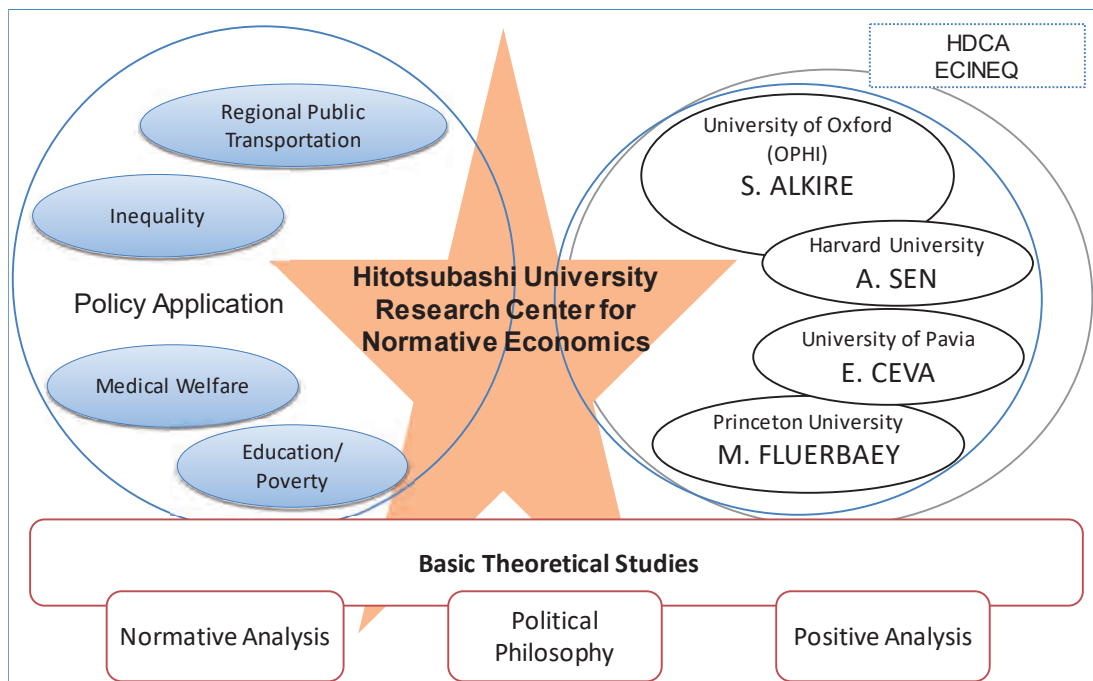 HDCA
ECINEQ
Regional Public
Transportation
Inequality
Policy Application
Medical Welfare
Education/
Poverty
Hitotsubashi University
Research Center for
Normative Economics
University of Oxford
(OPHI)
S. ALKIRE
Harvard University
A. SEN
University of Pavia
E. CEVA
Princeton University
M. FLUERBAEY
Basic Theoretical Studies
Normative Analysis
Political
Philosophy
Positive Analysis